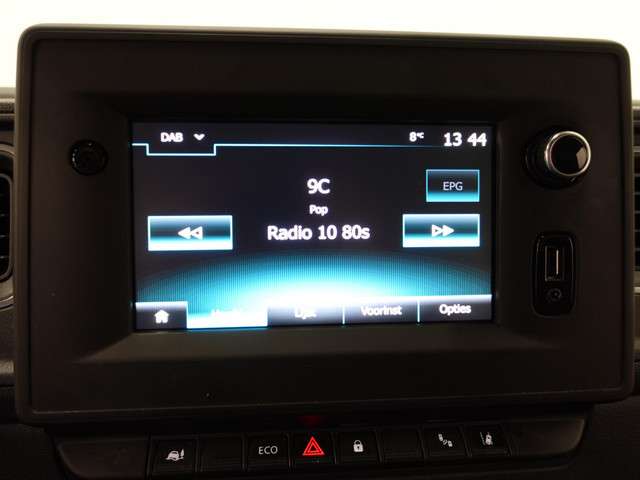 DAB 8°C 13 44
9C
EPG
Pop
Radio 10 80s
Lijst Voorinst Opties
ECO